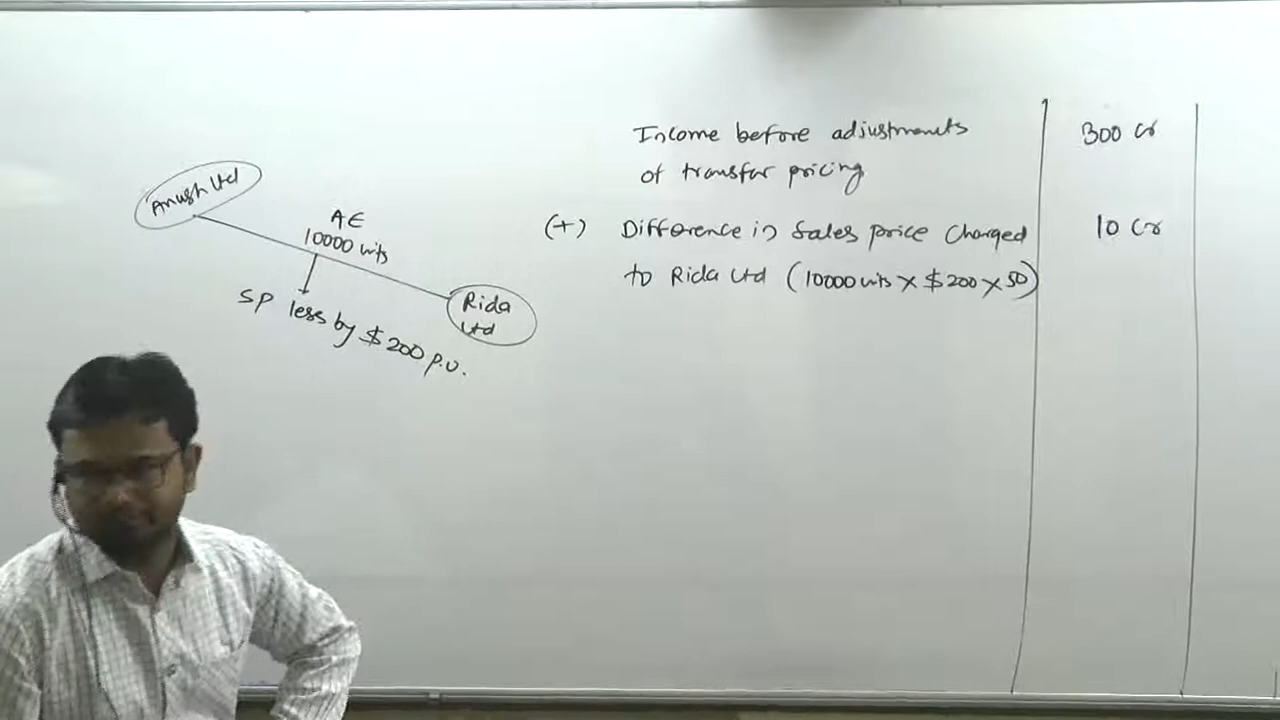 Anush Ltd
AE
10000 units
SP less by $200 p.u.
Rida
Ltd
Income before adjustments
of transfar pricing
300 Cr
(+) Difference in Sales price Charged
to Rida Ltd (10000 units × $200 × 50)
10 Cr